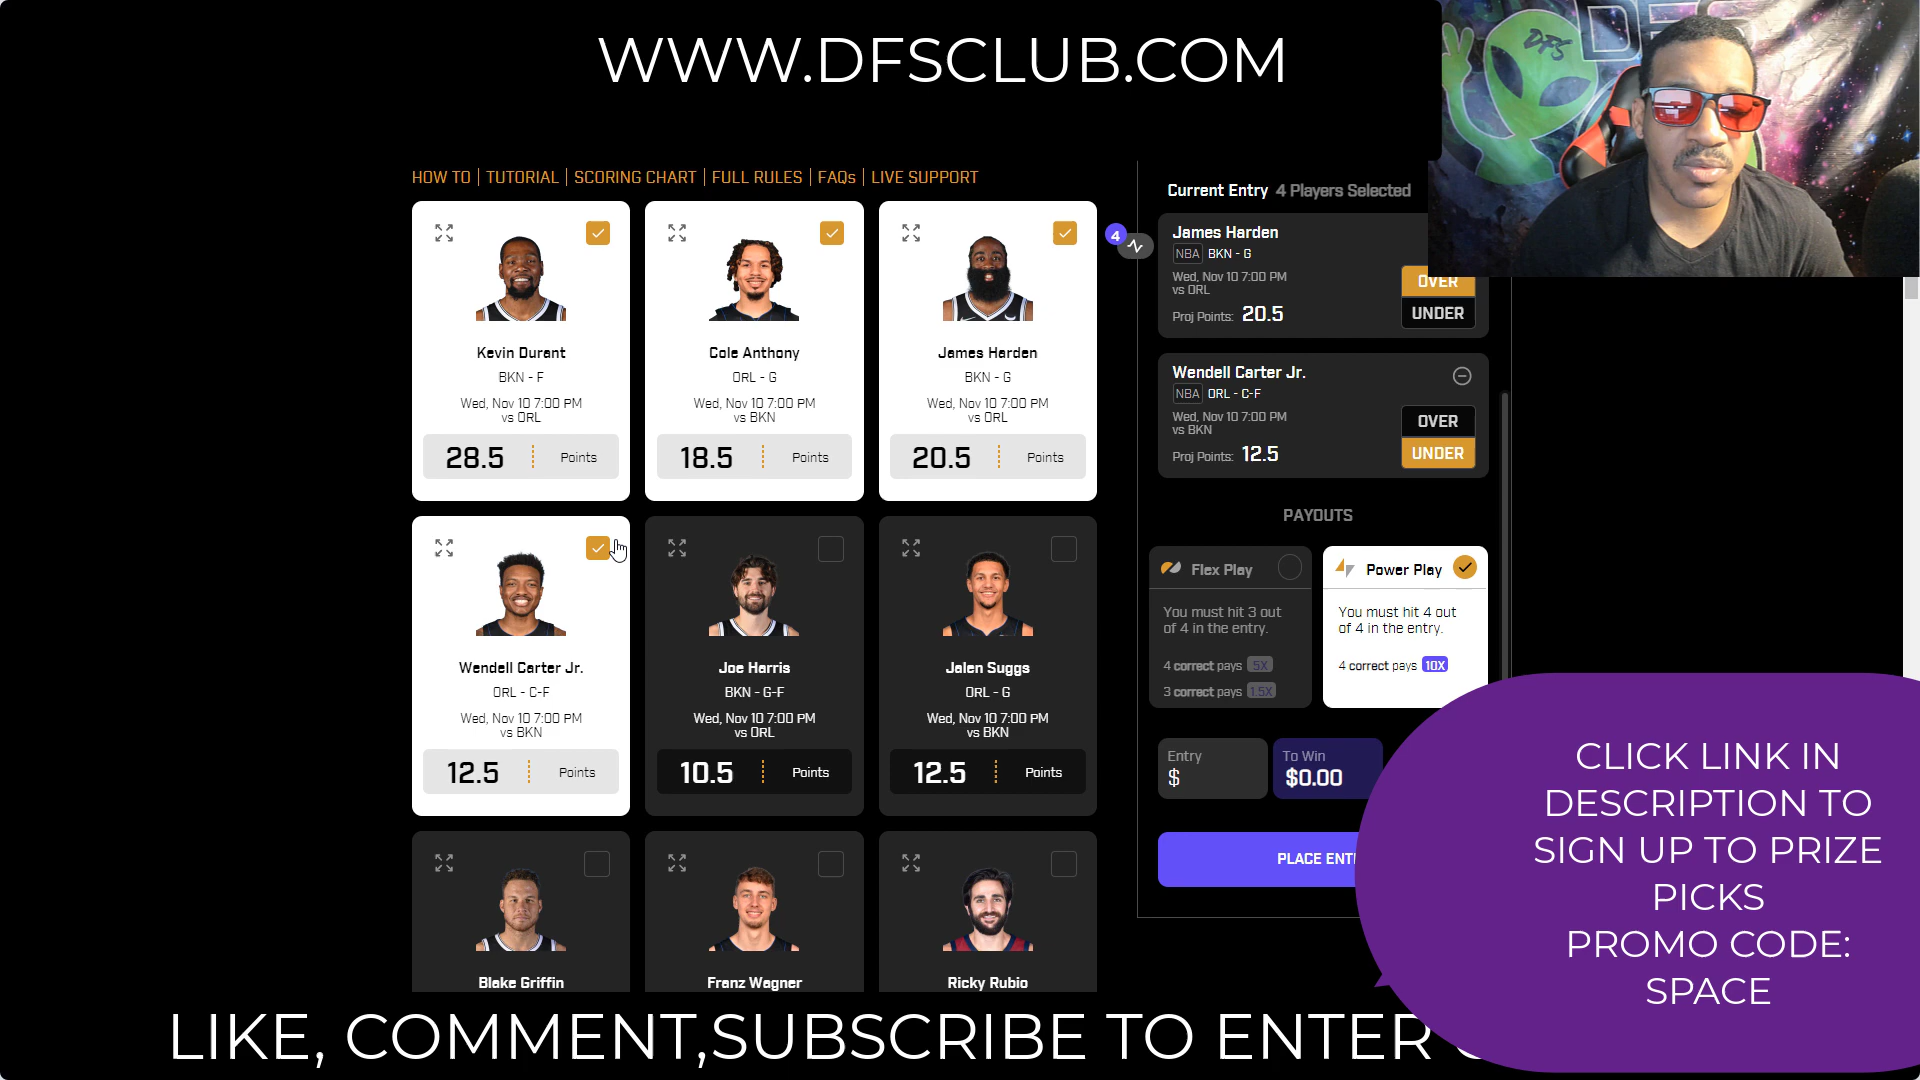 WWW.DFSCLUB.COM
DFS
HOW TO | TUTORIAL | SCORING CHART | FULL RULES | FAQs | LIVE SUPPORT
Kevin Durant
BKN - F
Wed, Nov 10 7:00 PM
vs ORL
28.5 Points
Cole Anthony
ORL - G
Wed, Nov 10 7:00 PM
vs BKN
18.5 Points
James Harden
BKN - G
Wed, Nov 10 7:00 PM
vs ORL
20.5 Points
Wendell Carter Jr.
ORL - C-F
Wed, Nov 10 7:00 PM
vs BKN
12.5 Points
Joe Harris
BKN - G-F
Wed, Nov 10 7:00 PM
vs ORL
10.5 Points
Jalen Suggs
ORL - G
Wed, Nov 10 7:00 PM
vs BKN
12.5 Points
Blake Griffin
Franz Wagner
Ricky Rubio
4
Current Entry 4 Players Selected
James Harden
NBA BKN - G
Wed, Nov 10 7:00 PM
vs ORL
Proj Points: 20.5
OVER
UNDER
Wendell Carter Jr.
NBA ORL - C-F
Wed, Nov 10 7:00 PM
vs BKN
Proj Points: 12.5
OVER
UNDER
PAYOUTS
Flex Play
You must hit 3 out
of 4 in the entry.
4 correct pays 5X
3 correct pays 1.5X
Power Play
You must hit 4 out
of 4 in the entry.
4 correct pays 10X
Entry
$
To Win
$0.00
PLACE ENT
CLICK LINK IN
DESCRIPTION TO
SIGN UP TO PRIZE
PICKS
PROMO CODE:
SPACE
LIKE, COMMENT,SUBSCRIBE TO ENTER